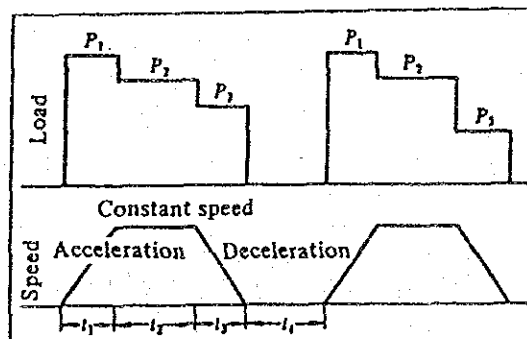 P₁
P₂
P₃
P₁
P₂
P₃
Load
Constant speed
Acceleration
Deceleration
Speed
t₁
t₂
t₃
t₄